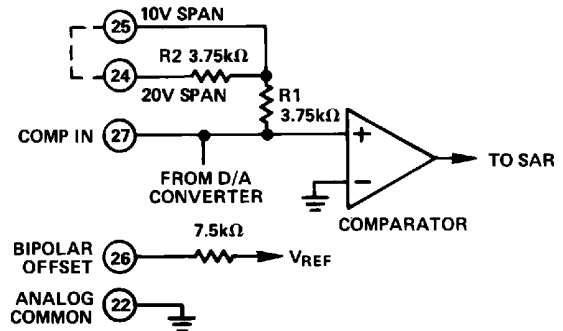 25 10V SPAN
R2 3.75kΩ
24
20V SPAN
R1
3.75kΩ
COMP IN 27
+
−
TO SAR
FROM D/A
CONVERTER
COMPARATOR
7.5kΩ
BIPOLAR
OFFSET 26
VREF
ANALOG
COMMON 22